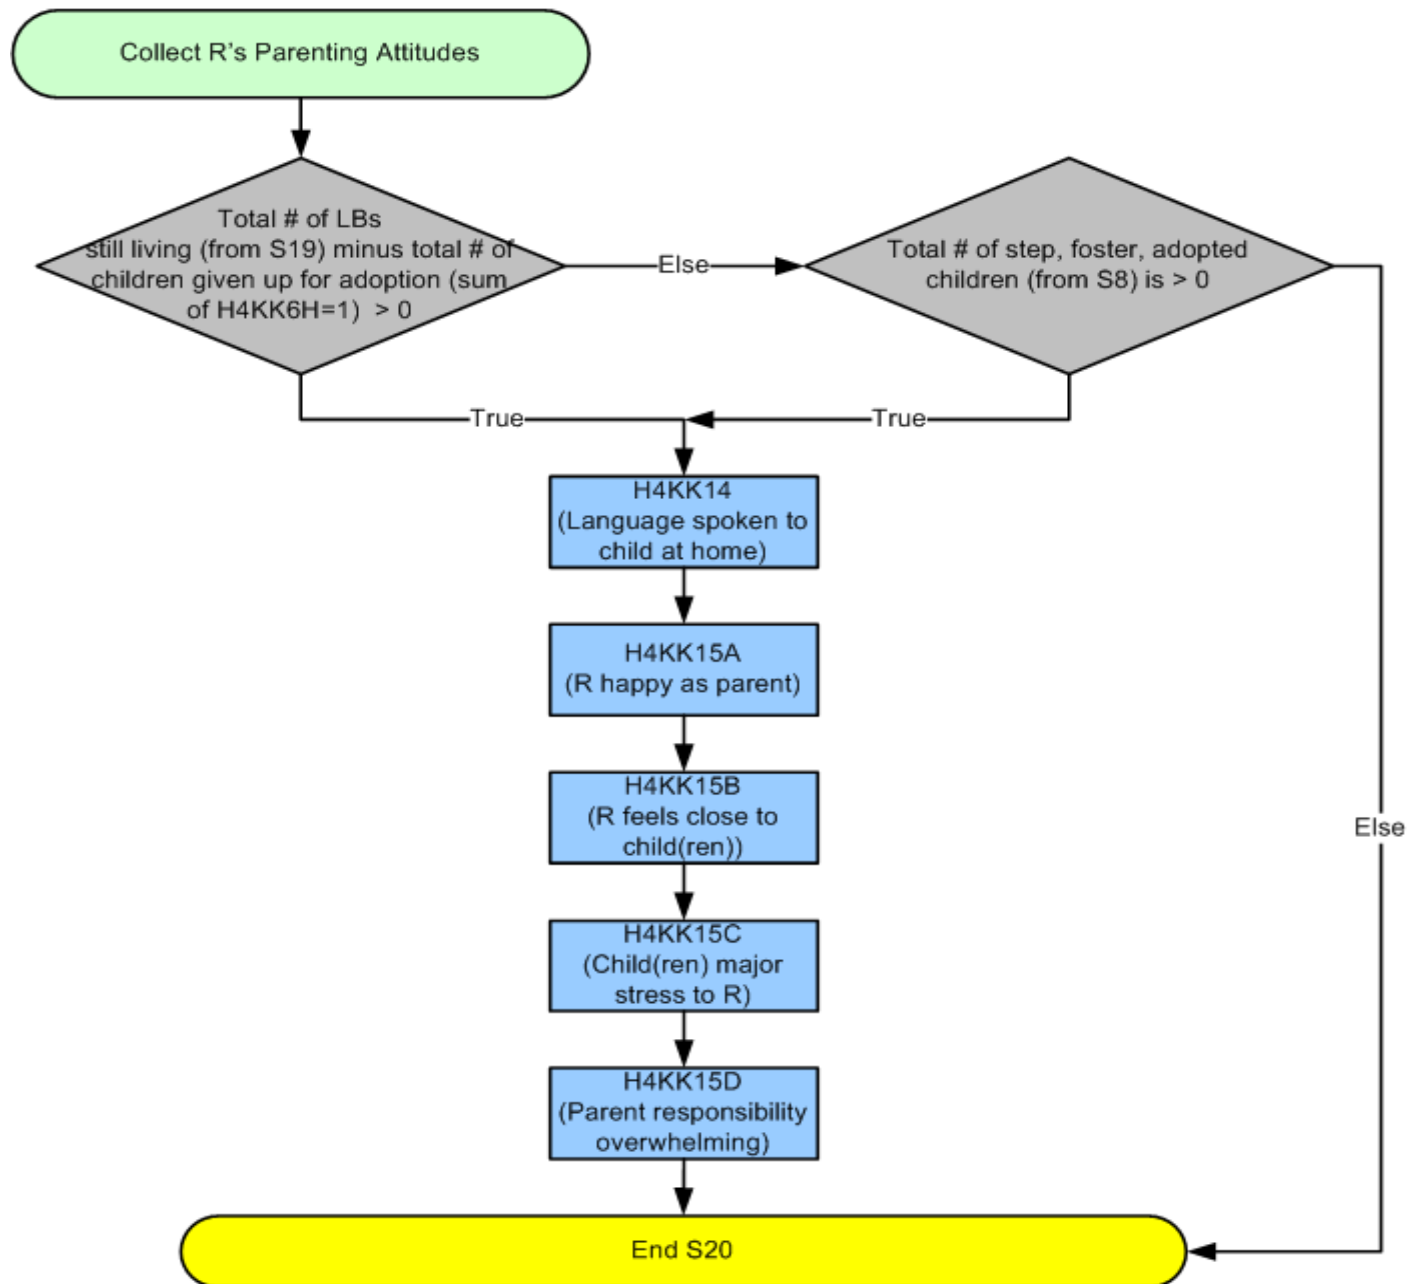 Collect R's Parenting Attitudes
Total # of LBs
still living (from S19) minus total # of
children given up for adoption (sum
of H4KK6H=1)  > 0
Else
Total # of step, foster, adopted
children (from S8) is > 0
True
True
H4KK14
(Language spoken to
child at home)
H4KK15A
(R happy as parent)
H4KK15B
(R feels close to
child(ren))
Else
H4KK15C
(Child(ren) major
stress to R)
H4KK15D
(Parent responsibility
overwhelming)
End S20